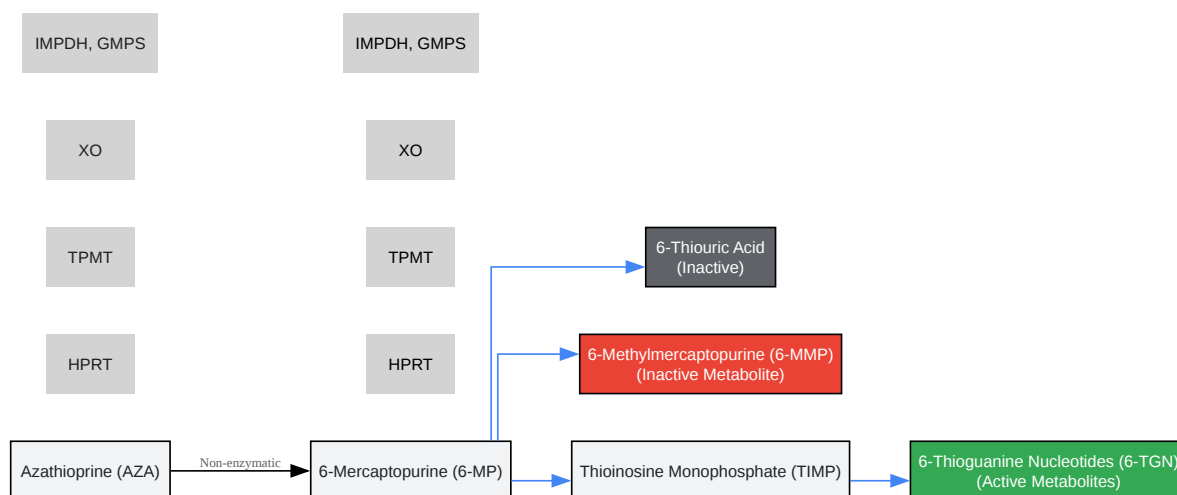 IMPDH, GMPS
IMPDH, GMPS
XO
XO
TPMT
TPMT
6-Thiouric Acid
(Inactive)
HPRT
HPRT
6-Methylmercaptopurine (6-MMP)
(Inactive Metabolite)
Azathioprine (AZA)
Non-enzymatic
6-Mercaptopurine (6-MP)
Thioinosine Monophosphate (TIMP)
6-Thioguanine Nucleotides (6-TGN)
(Active Metabolites)